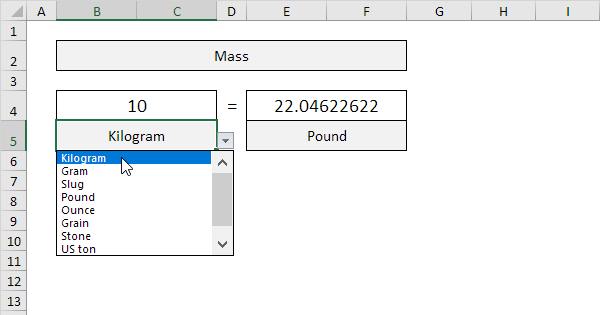 A B C D E F G H I
1
2 Mass
3
4 10 = 22.04622622
5 Kilogram Pound
6 Kilogram
7 Gram
Slug
8 Pound
9 Ounce
Grain
10 Stone
11 US ton
12
13